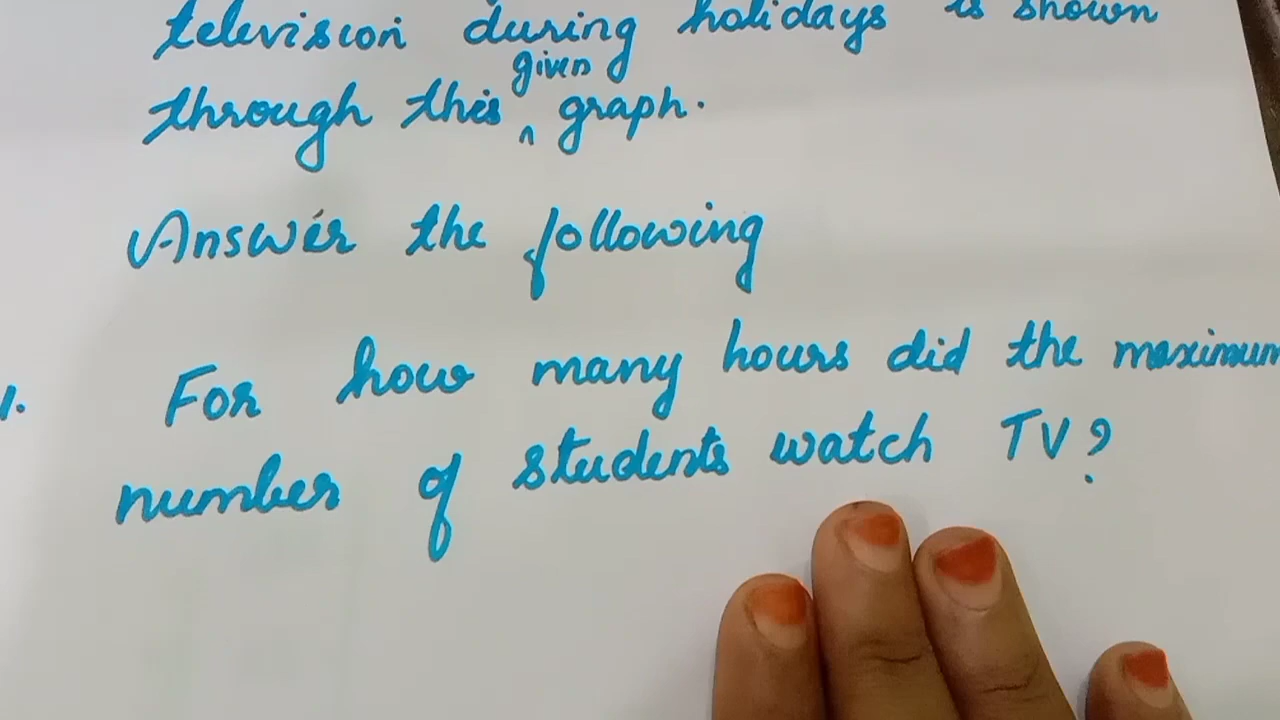 television during holidays is shown
through this given graph.
Answer the following
1. For how many hours did the maximum
number of students watch TV?